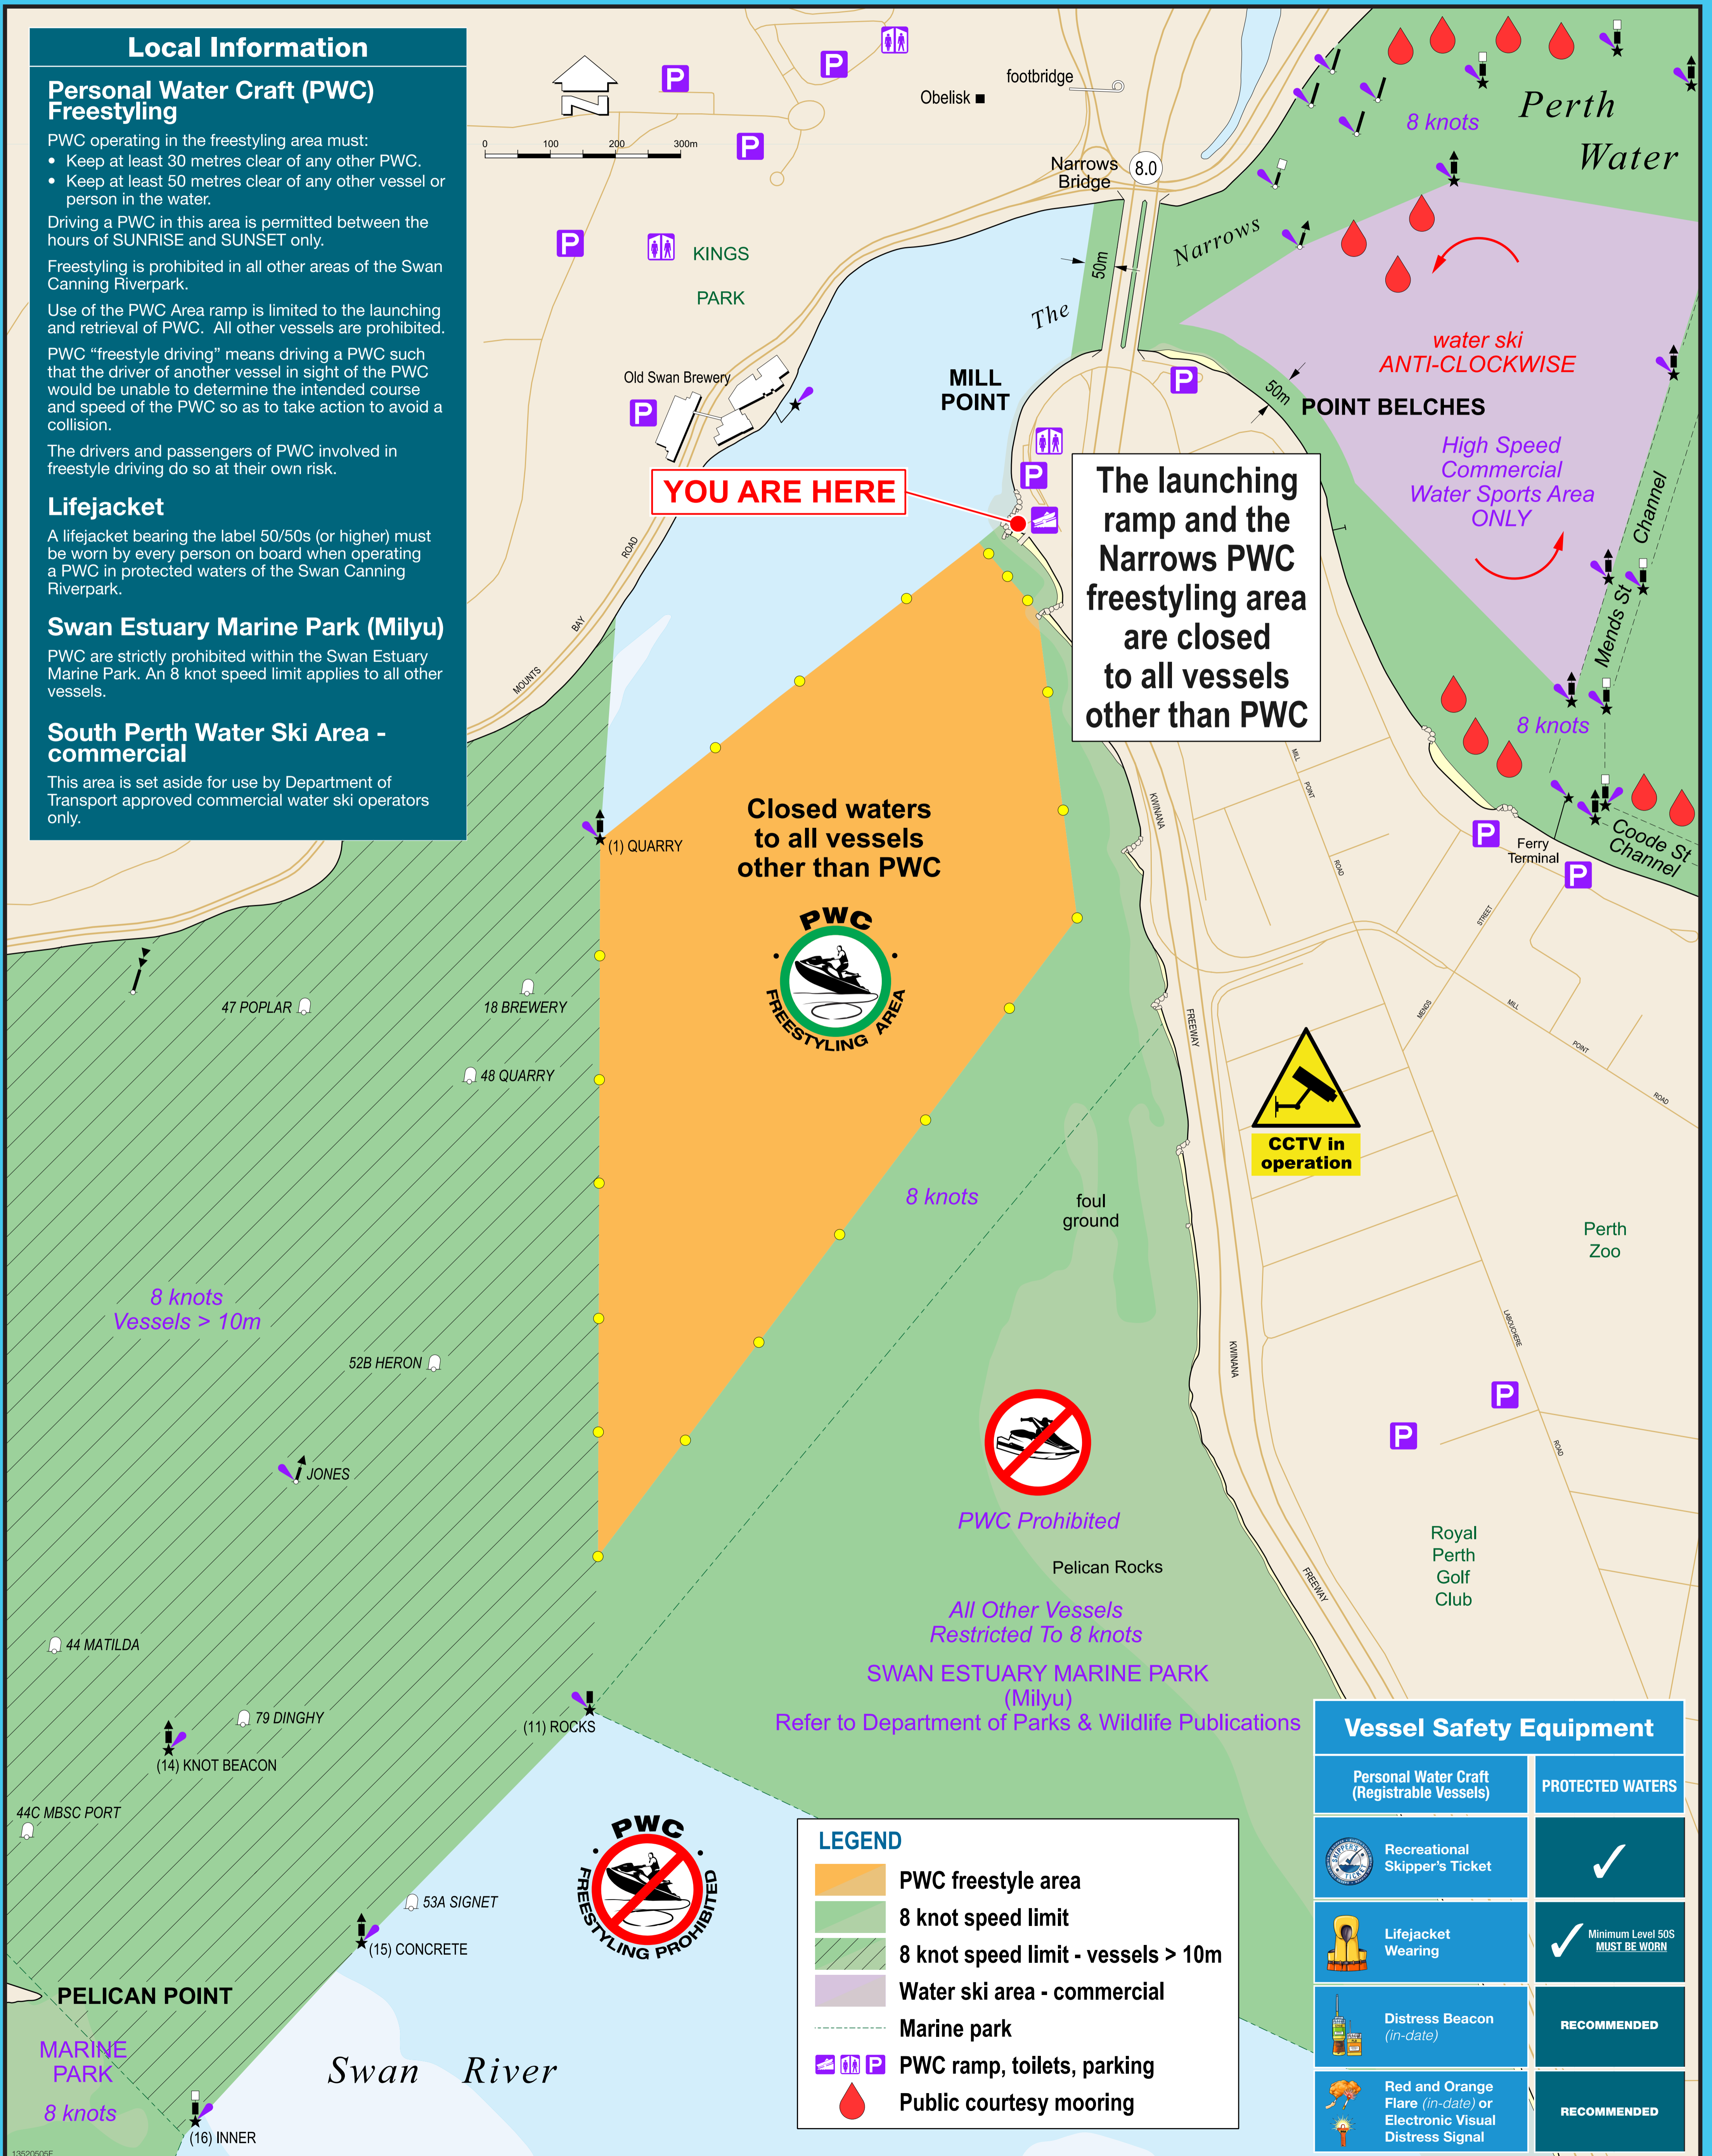 Local Information
Personal Water Craft (PWC)
Freestyling
PWC operating in the freestyling area must:
• Keep at least 30 metres clear of any other PWC.
• Keep at least 50 metres clear of any other vessel or
person in the water.
Driving a PWC in this area is permitted between the
hours of SUNRISE and SUNSET only.
Freestyling is prohibited in all other areas of the Swan
Canning Riverpark.
Use of the PWC Area ramp is limited to the launching
and retrieval of PWC. All other vessels are prohibited.
PWC “freestyle driving” means driving a PWC such
that the driver of another vessel in sight of the PWC
would be unable to determine the intended course
and speed of the PWC so as to take action to avoid a
collision.
The drivers and passengers of PWC involved in
freestyle driving do so at their own risk.
Lifejacket
A lifejacket bearing the label 50/50s (or higher) must
be worn by every person on board when operating
a PWC in protected waters of the Swan Canning
Riverpark.
Swan Estuary Marine Park (Milyu)
PWC are strictly prohibited within the Swan Estuary
Marine Park. An 8 knot speed limit applies to all other
vessels.
South Perth Water Ski Area -
commercial
This area is set aside for use by Department of
Transport approved commercial water ski operators
only.
N
0 100 200 300m
P
P
P
P
P
Obelisk
footbridge
Narrows
Bridge
8.0
KINGS
PARK
50m
The
Narrows
Perth
Water
8 knots
Old Swan Brewery
MILL
POINT
P
P
50m
POINT BELCHES
water ski
ANTI-CLOCKWISE
High Speed
Commercial
Water Sports Area
ONLY
Mends St Channel
8 knots
YOU ARE HERE
The launching
ramp and the
Narrows PWC
freestyling area
are closed
to all vessels
other than PWC
MOUNTS
BAY
ROAD
(1) QUARRY
Closed waters
to all vessels
other than PWC
PWC
FREESTYLING AREA
KWINANA
FREEWAY
MILL
POINT
ROAD
P
Ferry
Terminal
P
Coode St
Channel
STREET
MENDS
MILL
POINT
ROAD
47 POPLAR
18 BREWERY
48 QUARRY
CCTV in
operation
8 knots
foul
ground
Perth
Zoo
8 knots
Vessels > 10m
52B HERON
JONES
KWINANA
LABOUCHERE
ROAD
P
P
PWC Prohibited
Pelican Rocks
Royal
Perth
Golf
Club
FREEWAY
All Other Vessels
Restricted To 8 knots
SWAN ESTUARY MARINE PARK
(Milyu)
Refer to Department of Parks & Wildlife Publications
44 MATILDA
79 DINGHY
(14) KNOT BEACON
(11) ROCKS
44C MBSC PORT
53A SIGNET
(15) CONCRETE
PWC
FREESTYLING PROHIBITED
PELICAN POINT
MARINE
PARK
8 knots
(16) INNER
Swan River
13520505F
LEGEND
PWC freestyle area
8 knot speed limit
8 knot speed limit - vessels > 10m
Water ski area - commercial
Marine park
P PWC ramp, toilets, parking
Public courtesy mooring
Vessel Safety Equipment
Personal Water Craft
(Registrable Vessels)
PROTECTED WATERS
SKIPPER'S
TICKET
Recreational
Skipper's Ticket
✓
Lifejacket
Wearing
✓ Minimum Level 50S
MUST BE WORN
Distress Beacon
(in-date)
RECOMMENDED
Red and Orange
Flare (in-date) or
Electronic Visual
Distress Signal
RECOMMENDED